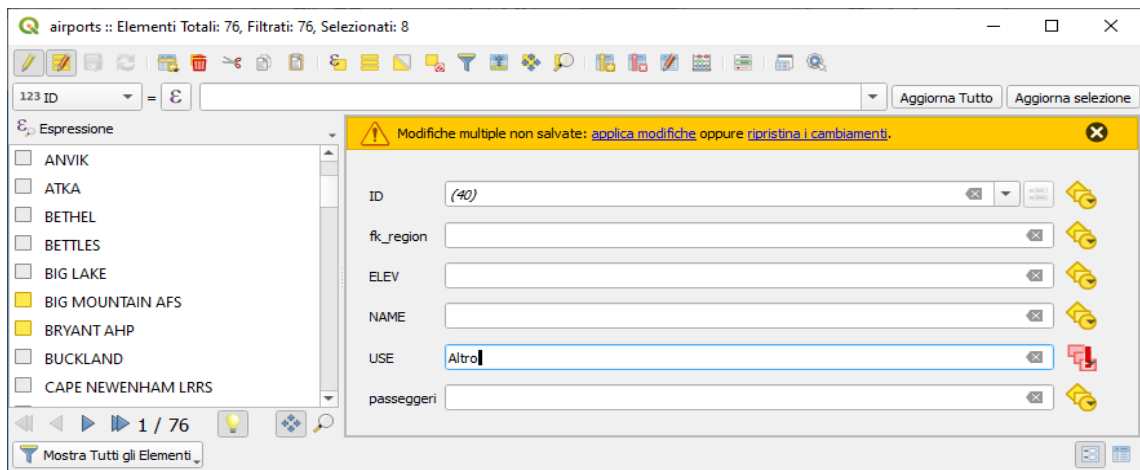 airports :: Elementi Totali: 76, Filtrati: 76, Selezionati: 8
123 ID = ε Aggiorna Tutto Aggiorna selezione
Espressione
Modifiche multiple non salvate: applica modifiche oppure ripristina i cambiamenti.
ANVIK
ATKA
BETHEL
BETTLES
BIG LAKE
BIG MOUNTAIN AFS
BRYANT AHP
BUCKLAND
CAPE NEWENHAM LRRS
ID (40)
fk_region
ELEV
NAME
USE Altro
passeggeri
1 / 76
Mostra Tutti gli Elementi